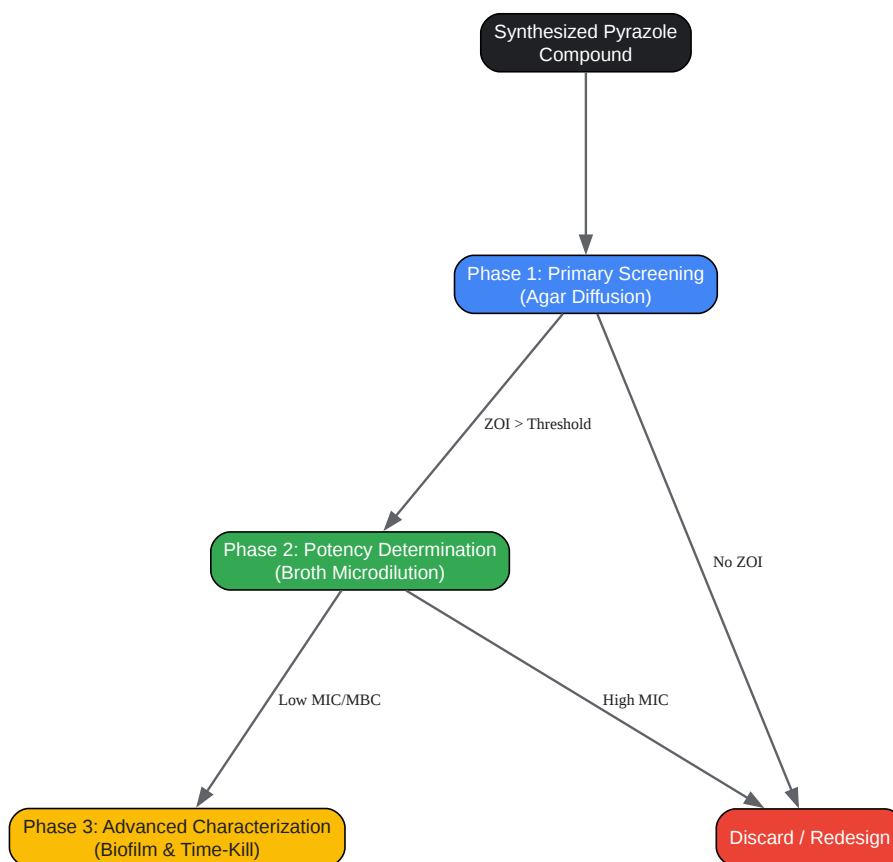 Synthesized Pyrazole
Compound
Phase 1: Primary Screening
(Agar Diffusion)
ZOI > Threshold
Phase 2: Potency Determination
(Broth Microdilution)
No ZOI
Low MIC/MBC
High MIC
Phase 3: Advanced Characterization
(Biofilm & Time-Kill)
Discard / Redesign